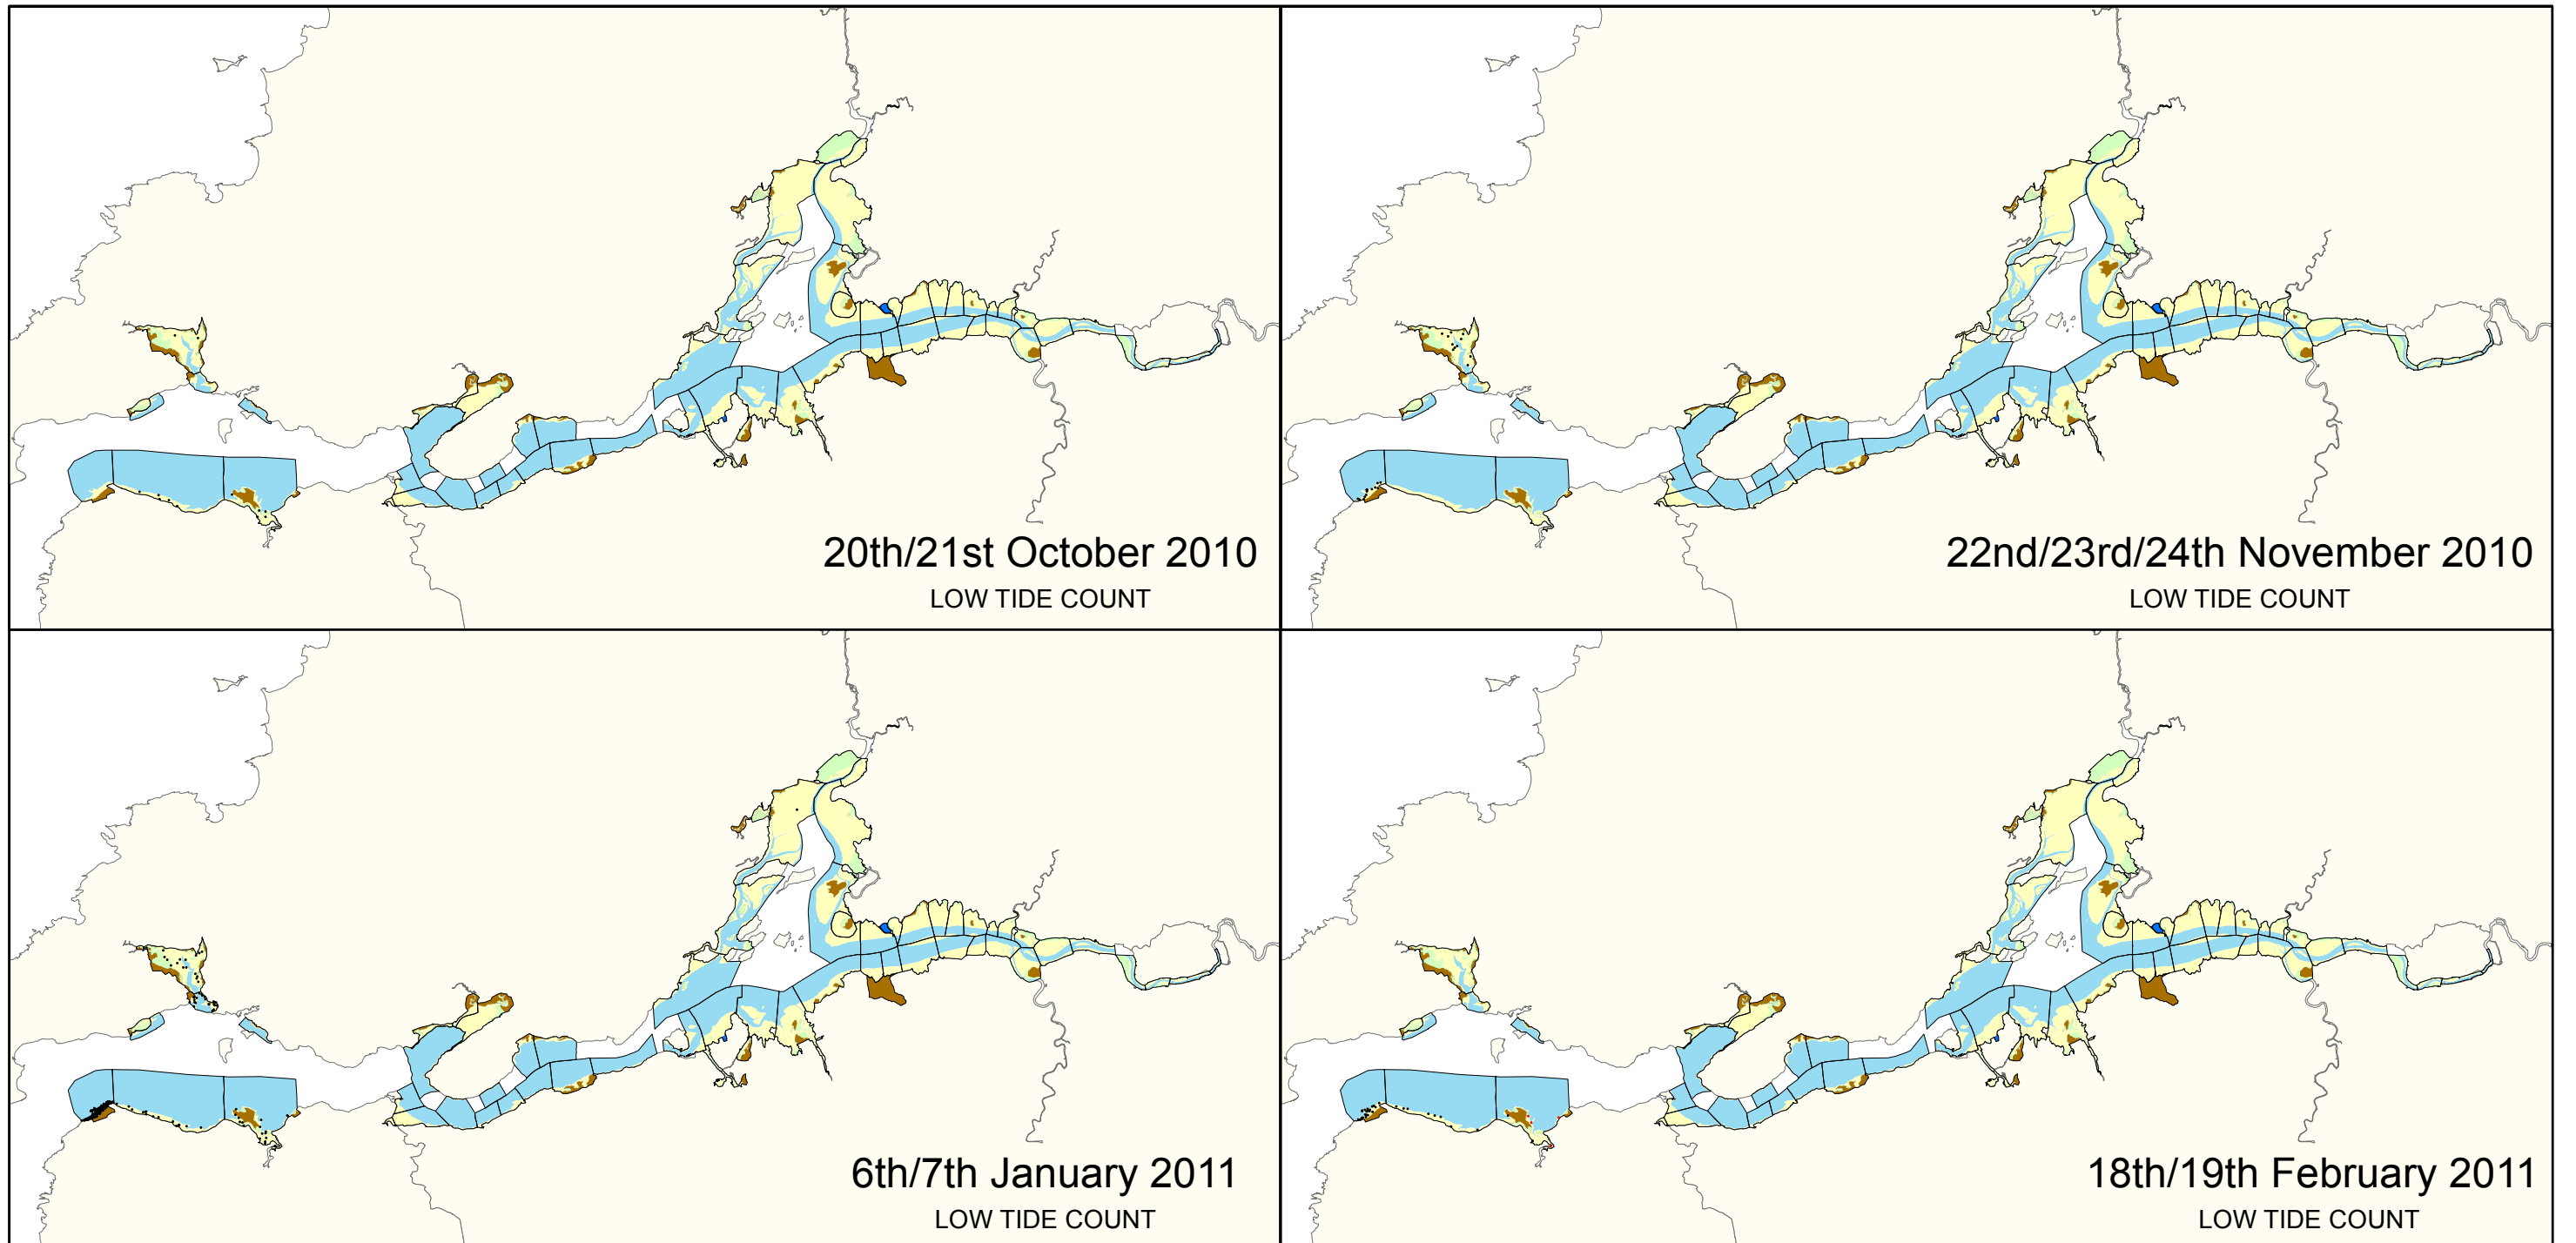 20th/21st October 2010
LOW TIDE COUNT
22nd/23rd/24th November 2010
LOW TIDE COUNT
6th/7th January 2011
LOW TIDE COUNT
18th/19th February 2011
LOW TIDE COUNT